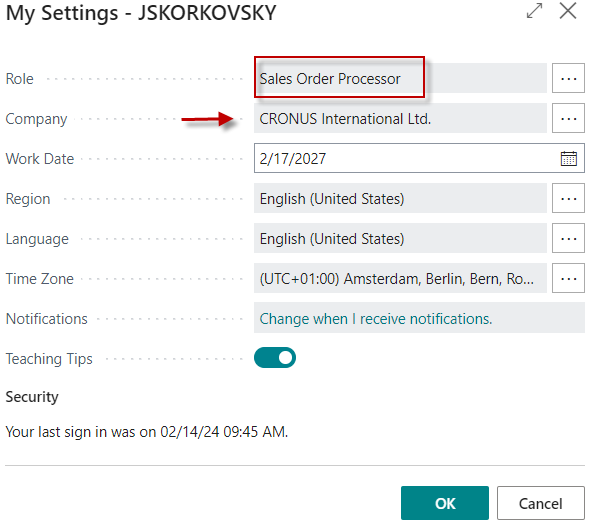 My Settings - JSKORKOVSKY
Role Sales Order Processor
Company CRONUS International Ltd.
Work Date 2/17/2027
Region English (United States)
Language English (United States)
Time Zone (UTC+01:00) Amsterdam, Berlin, Bern, Ro...
Notifications Change when I receive notifications.
Teaching Tips
Security
Your last sign in was on 02/14/24 09:45 AM.
OK Cancel